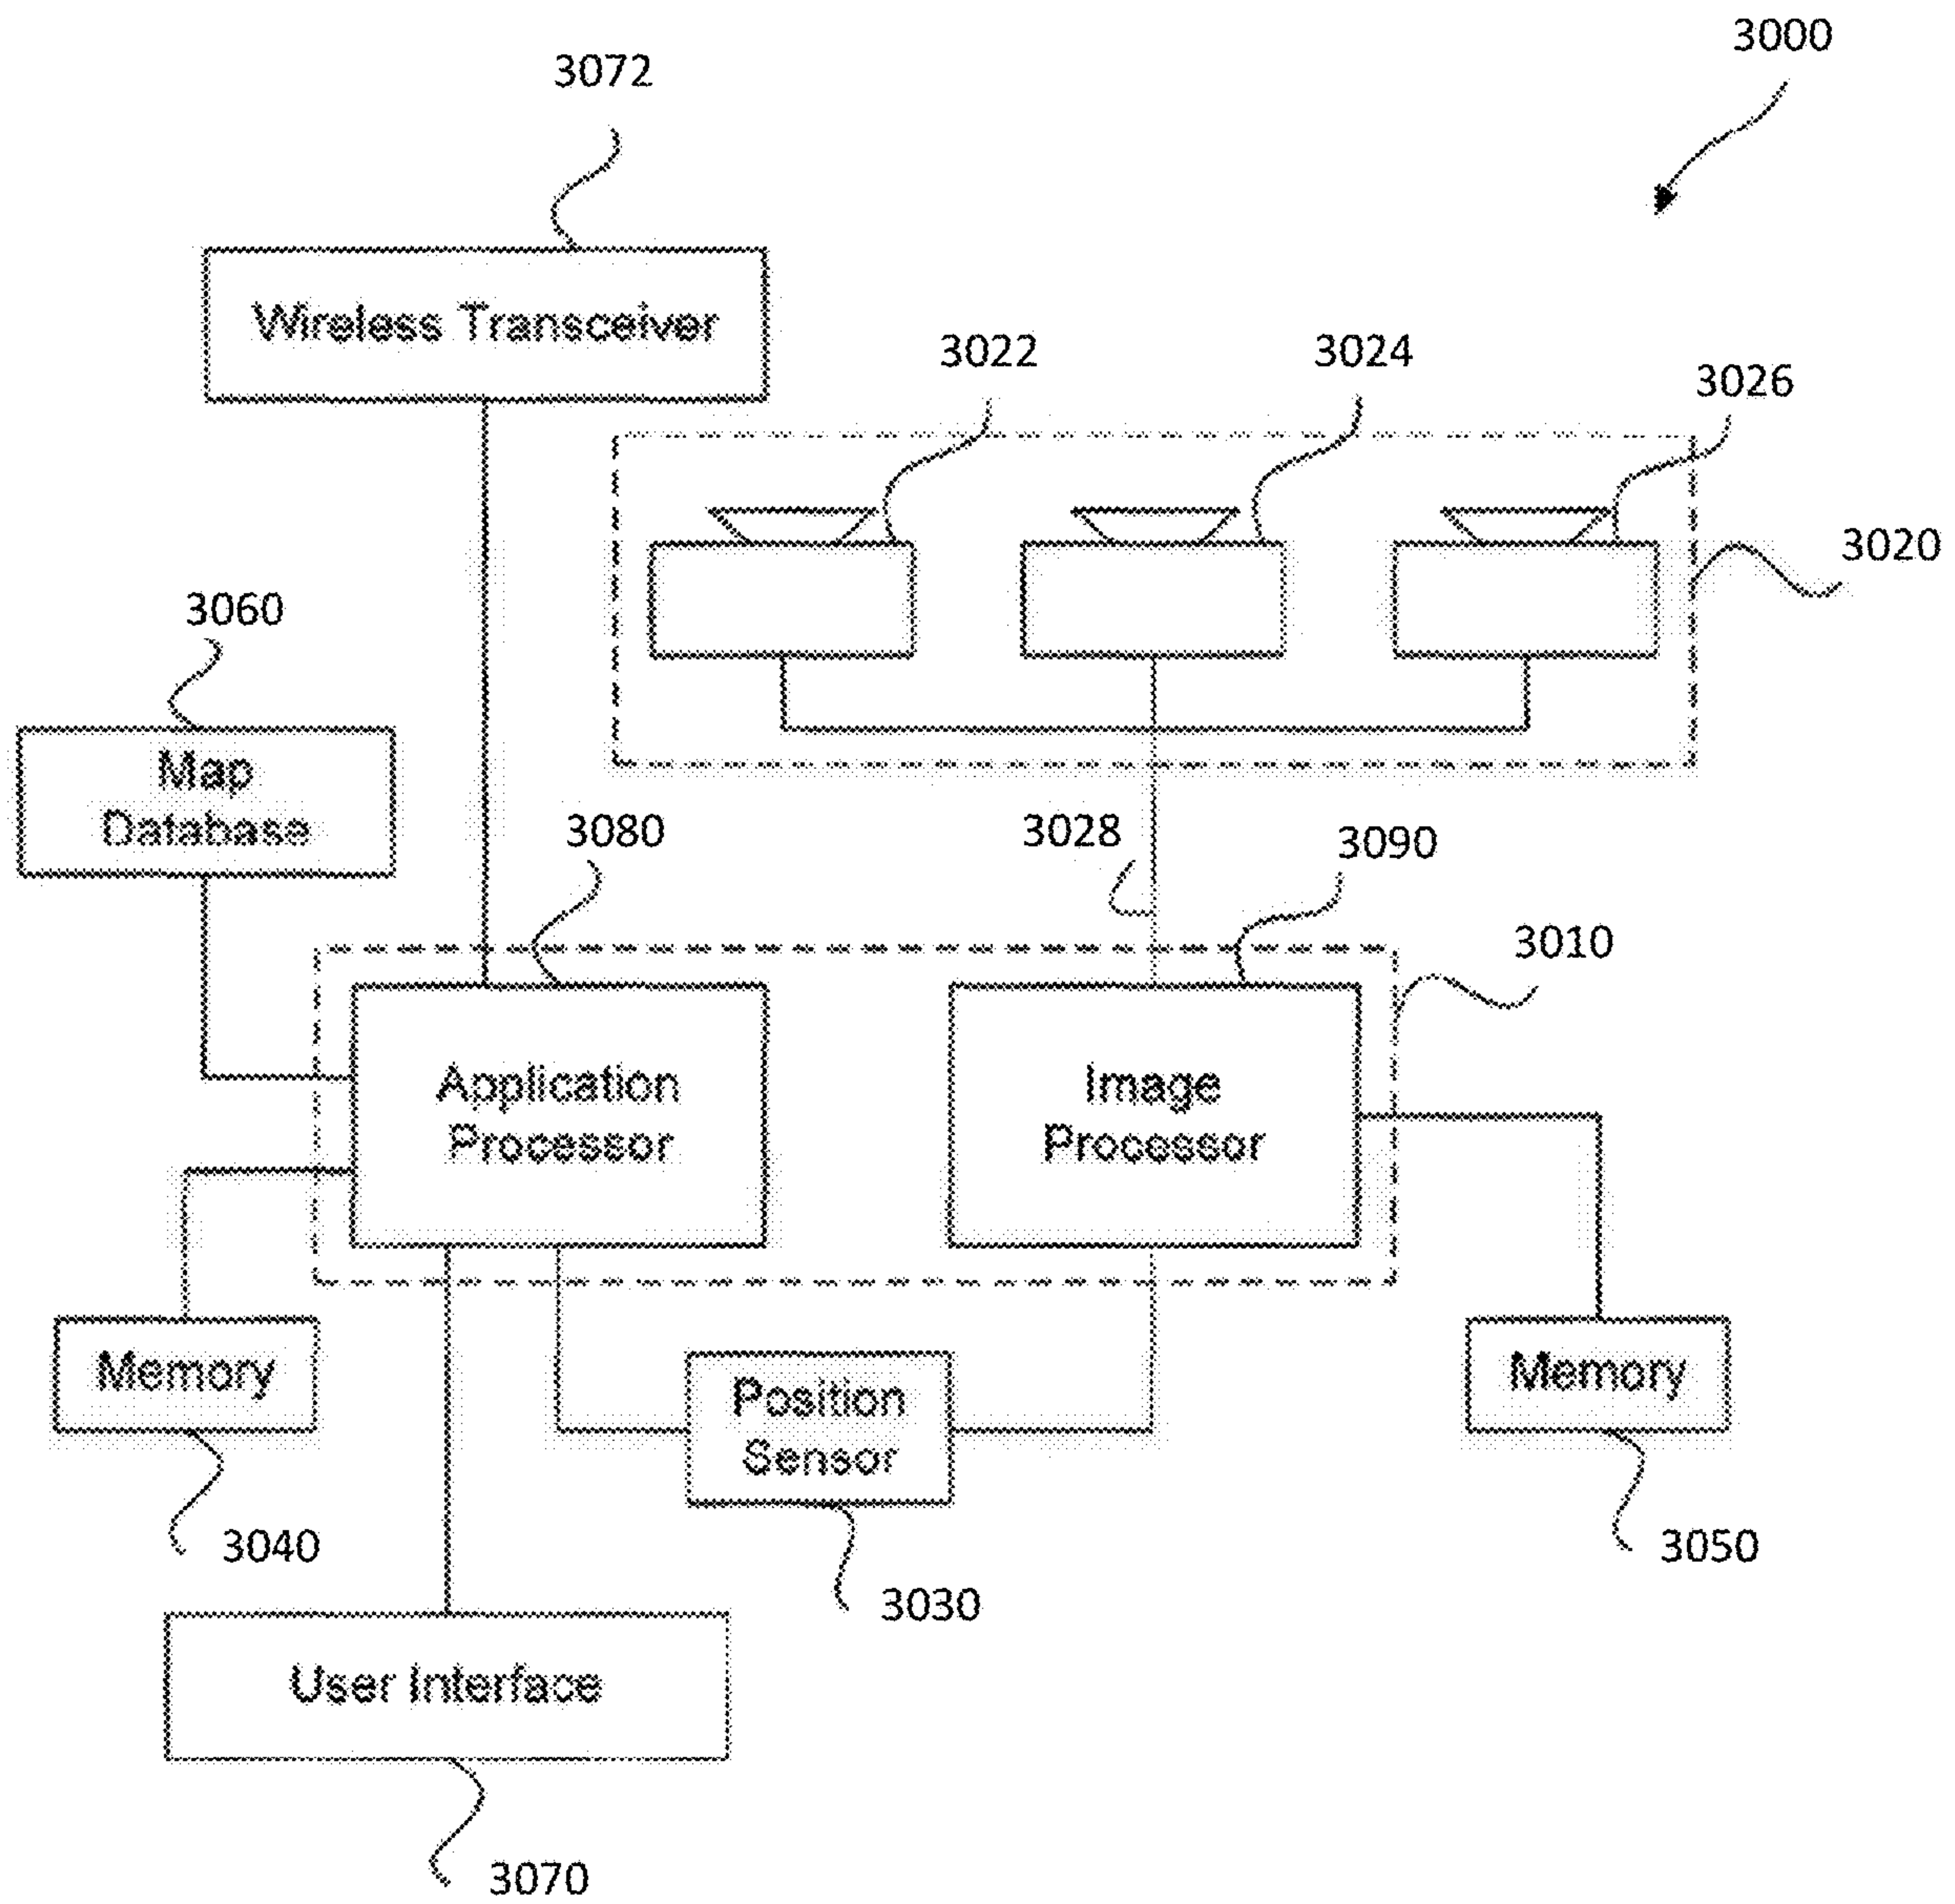 3000
3072
Wireless Transceiver
3022
3024
3026
3020
3060
Map
Database
3080
3028
3090
3010
Application
Processor
Image
Processor
Memory
Position
Sensor
Memory
3040
3050
3030
User Interface
3070